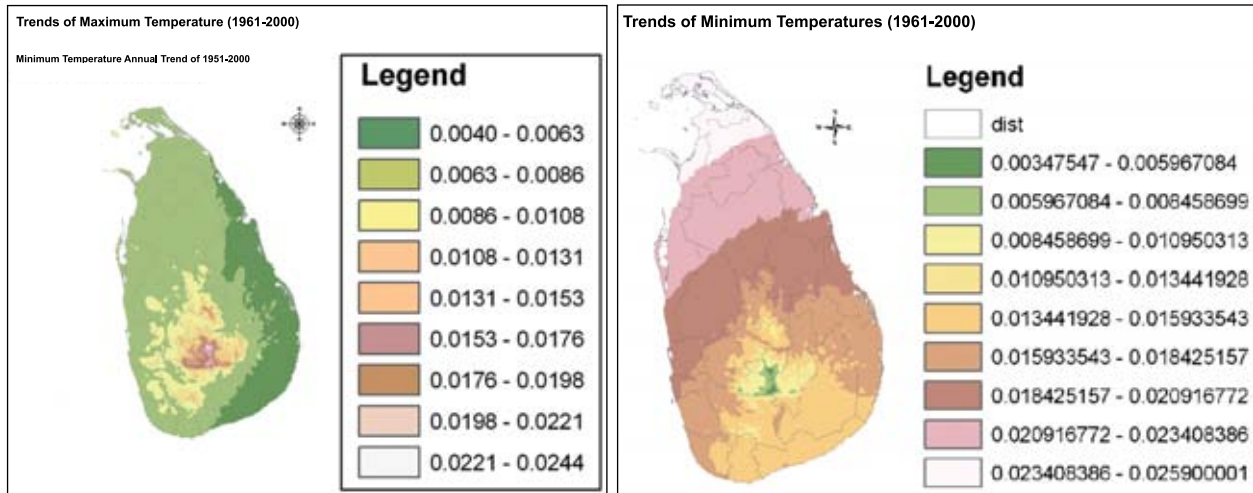 Trends of Maximum Temperature (1961-2000)
Minimum Temperature Annual Trend of 1951-2000
Legend
0.0040 - 0.0063
0.0063 - 0.0086
0.0086 - 0.0108
0.0108 - 0.0131
0.0131 - 0.0153
0.0153 - 0.0176
0.0176 - 0.0198
0.0198 - 0.0221
0.0221 - 0.0244
Trends of Minimum Temperatures (1961-2000)
Legend
dist
0.00347547 - 0.005967084
0.005967084 - 0.008458699
0.008458699 - 0.010950313
0.010950313 - 0.013441928
0.013441928 - 0.015933543
0.015933543 - 0.018425157
0.018425157 - 0.020916772
0.020916772 - 0.023408386
0.023408386 - 0.025900001